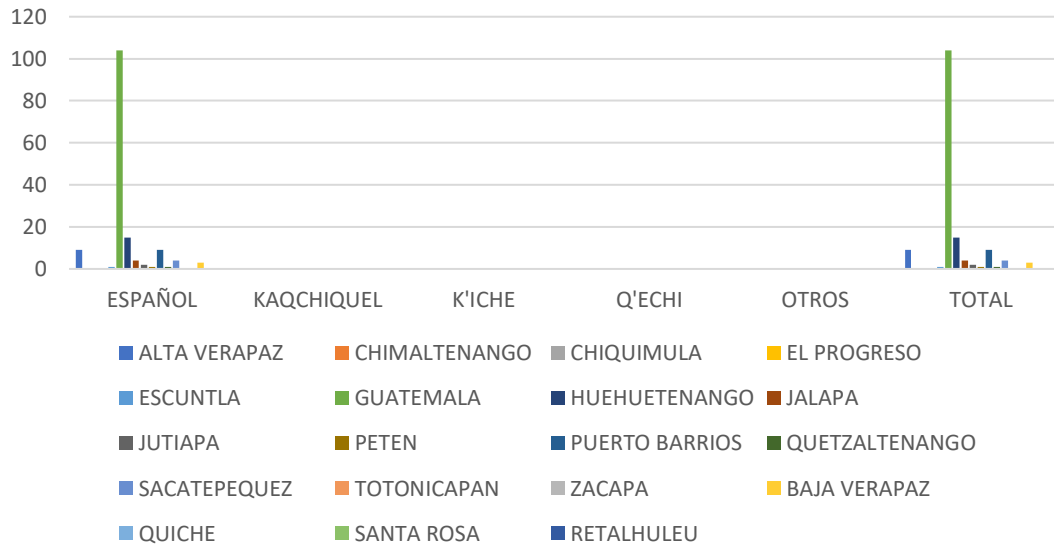 120
100
80
60
40
20
0
ESPAÑOL KAQCHIQUEL K'ICHE Q'ECHI OTROS TOTAL
ALTA VERAPAZ CHIMALTENANGO CHIQUIMULA EL PROGRESO
ESCUNTLA GUATEMALA HUEHUETENANGO JALAPA
JUTIAPA PETEN PUERTO BARRIOS QUETZALTENANGO
SACATEPEQUEZ TOTONICAPAN ZACAPA BAJA VERAPAZ
QUICHE SANTA ROSA RETALHULEU